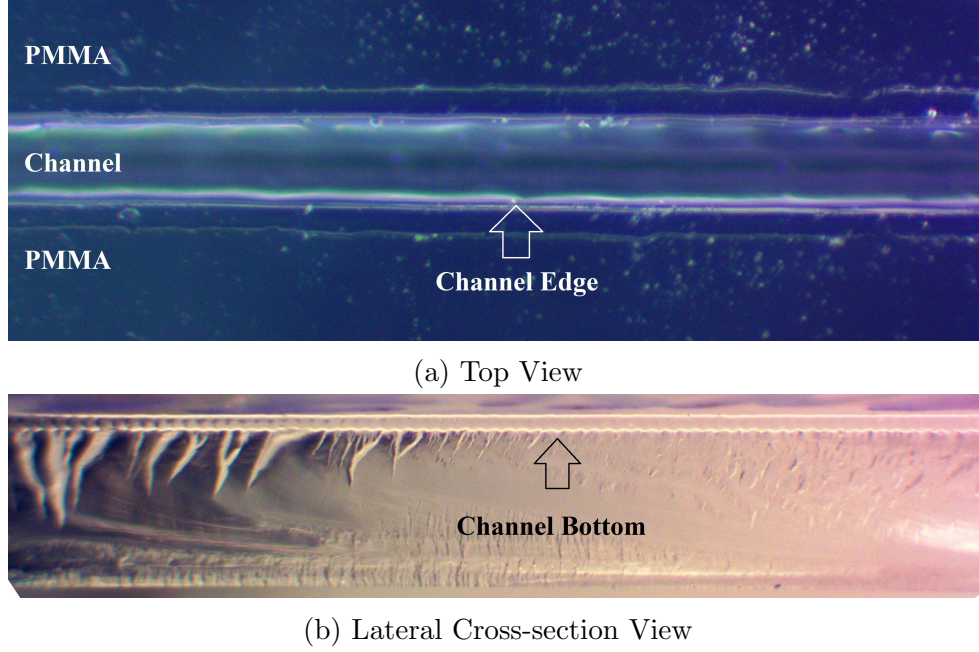 PMMA
Channel
PMMA
Channel Edge
(a) Top View
Channel Bottom
(b) Lateral Cross-section View